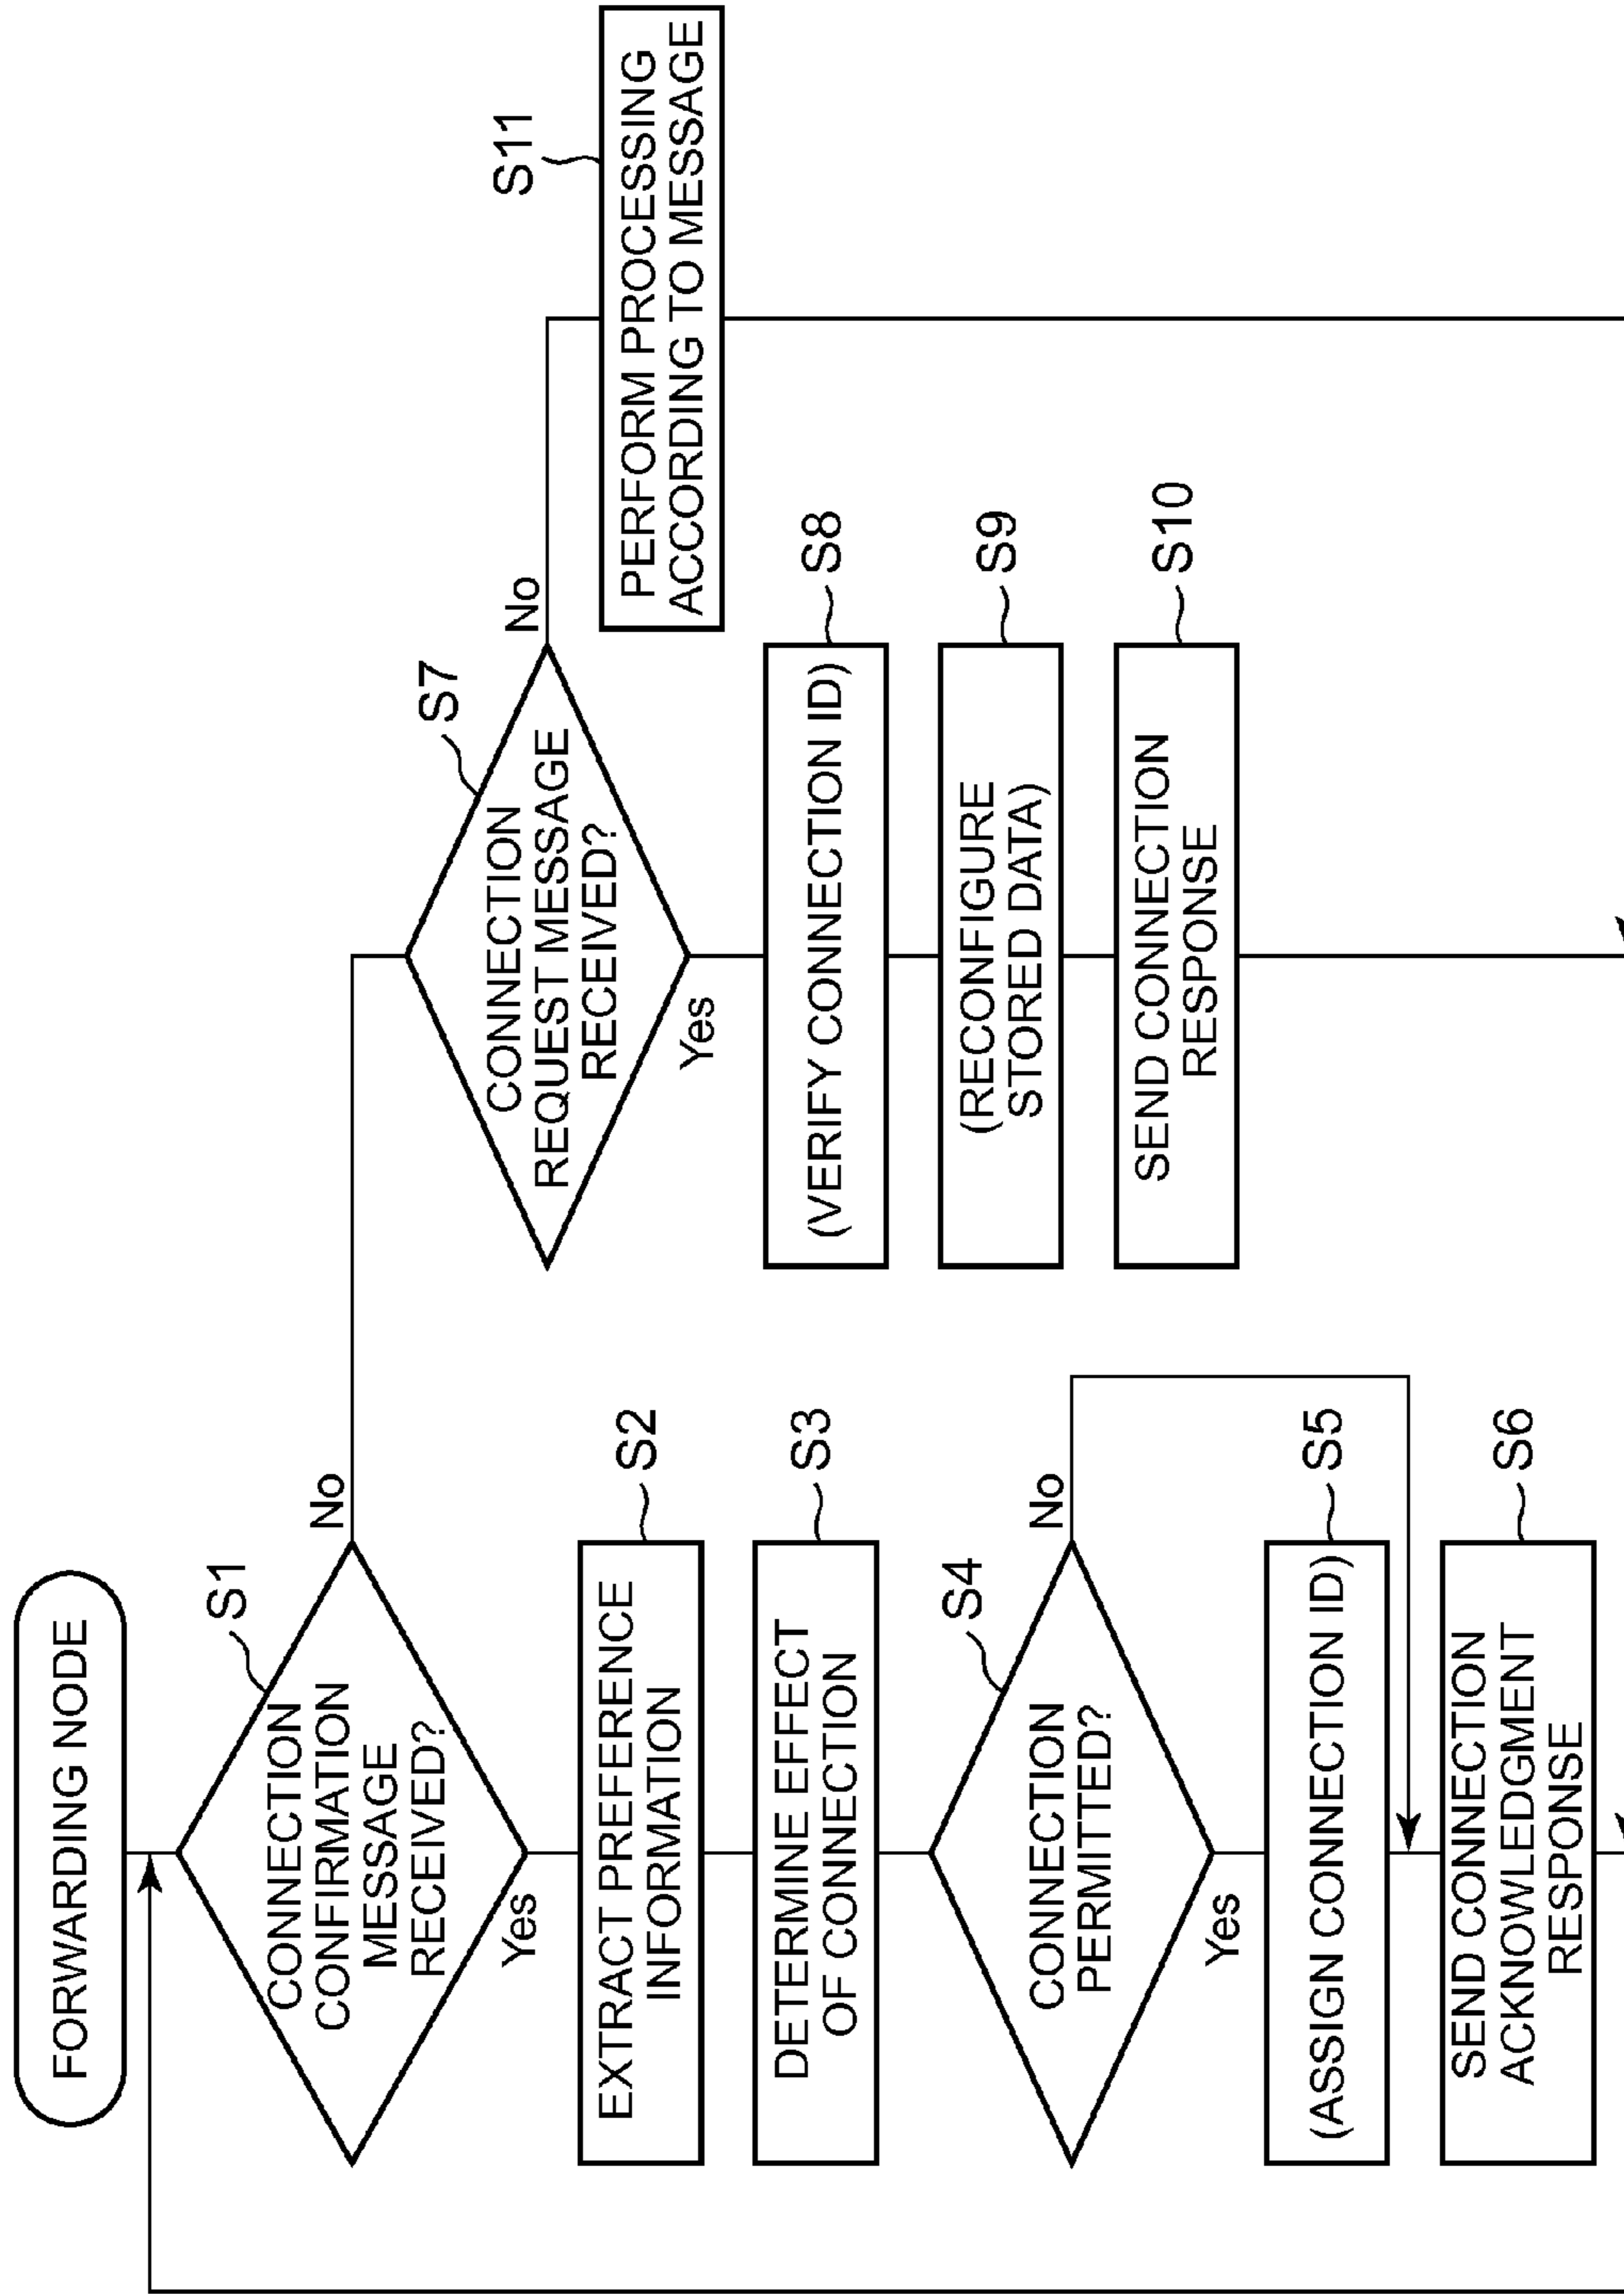 FORWARDING NODE
S1
CONNECTION
CONFIRMATION
MESSAGE
RECEIVED?
No
Yes
EXTRACT PREFERENCE
INFORMATION
S2
DETERMINE EFFECT
OF CONNECTION
S3
S4
CONNECTION
PERMITTED?
No
Yes
(ASSIGN CONNECTION ID)
S5
SEND CONNECTION
ACKNOWLEDGMENT
RESPONSE
S6
S7
CONNECTION
REQUEST MESSAGE
RECEIVED?
No
Yes
(VERIFY CONNECTION ID)
S8
(RECONFIGURE
STORED DATA)
S9
SEND CONNECTION
RESPONSE
S10
S11
PERFORM PROCESSING
ACCORDING TO MESSAGE